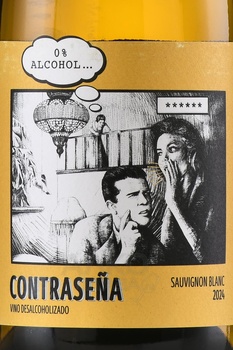 0%
ALCOHOL...
******
CONTRASEÑA
VINO DESALCOHOLIZADO
SAUVIGNON BLANC
2024